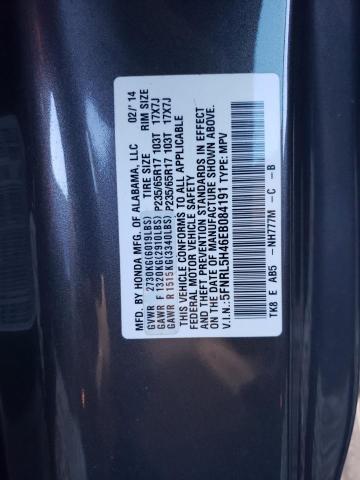 MFD. BY HONDA MFG. OF ALABAMA, LLC 02/'14
TIRE SIZE RIM SIZE
GVWR 2730KG(6019LBS)
GAWR F 1320KG(2910LBS) P235/65R17 103T 17X7J
GAWR R 1515KG(3340LBS) P235/65R17 103T 17X7J
THIS VEHICLE CONFORMS TO ALL APPLICABLE
FEDERAL MOTOR VEHICLE SAFETY, BUMPER,
AND THEFT PREVENTION STANDARDS IN EFFECT
ON THE DATE OF MANUFACTURE SHOWN ABOVE.
V.I.N.:5FNRL5H46EB084191 TYPE: MPV
TK8 E AB5 -NH777M -C -B